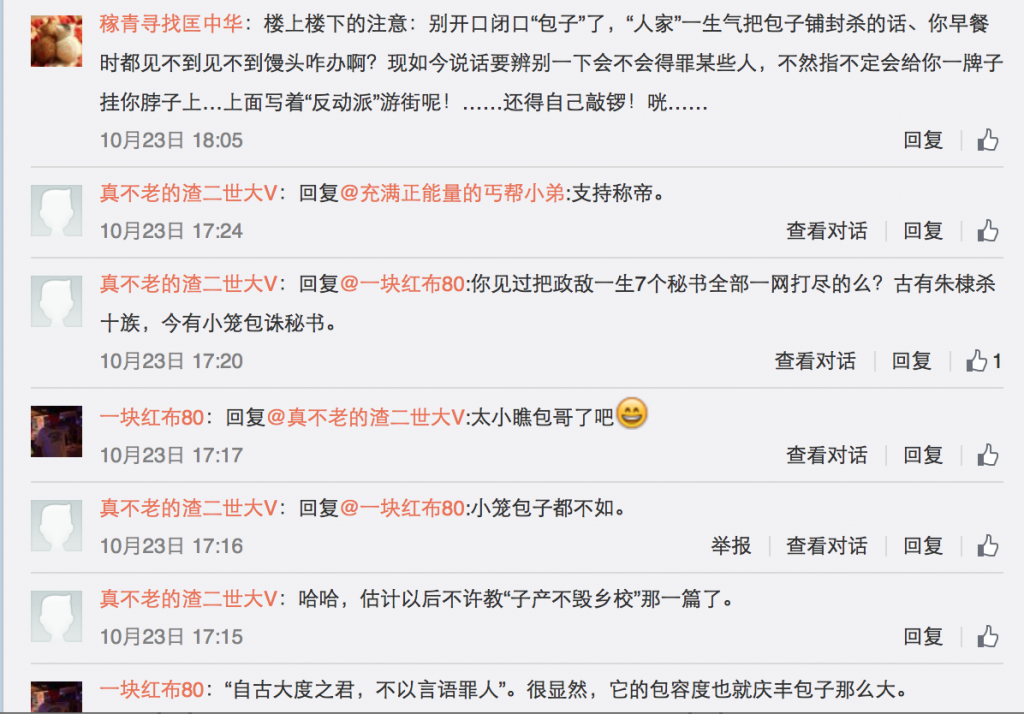 稼青寻找匡中华：楼上楼下的注意：别开口闭口“包子”了，“人家”一生气把包子铺封杀的话、你早餐
时都见不到见不到馒头咋办啊？现如今说话要辨别一下会不会得罪某些人，不然指不定会给你一牌子
挂你脖子上…上面写着“反动派”游街呢！……还得自己敲锣！咣……
10月23日 18:05 回复
真不老的渣二世大V：回复@充满正能量的丐帮小弟:支持称帝。
10月23日 17:24 查看对话 回复
真不老的渣二世大V：回复@一块红布80:你见过把政敌一生7个秘书全部一网打尽的么？古有朱棣杀
十族，今有小笼包诛秘书。
10月23日 17:20 查看对话 回复 1
一块红布80：回复@真不老的渣二世大V:太小瞧包哥了吧
10月23日 17:17 查看对话 回复
真不老的渣二世大V：回复@一块红布80:小笼包子都不如。
10月23日 17:16 举报 查看对话 回复
真不老的渣二世大V：哈哈，估计以后不许教“子产不毁乡校”那一篇了。
10月23日 17:15 回复
一块红布80：“自古大度之君，不以言语罪人”。很显然，它的包容度也就庆丰包子那么大。